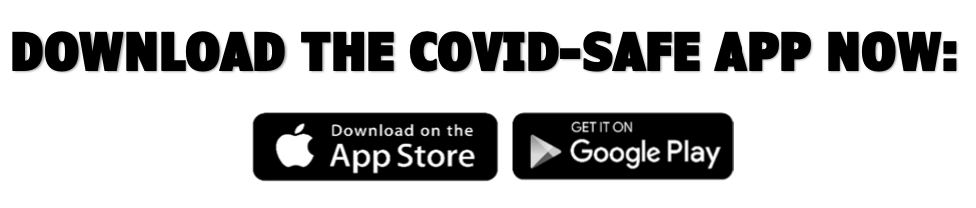 DOWNLOAD THE COVID-SAFE APP NOW:
Download on the
App Store
GET IT ON
Google Play